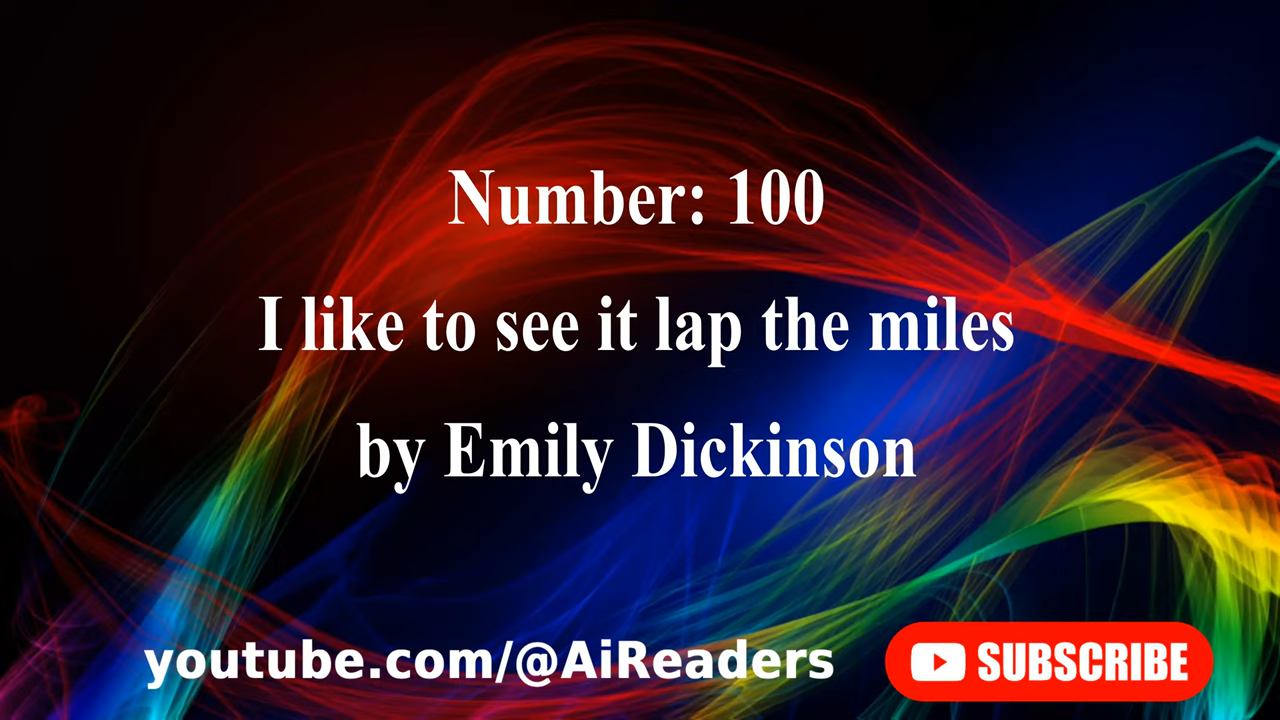 Number: 100
I like to see it lap the miles
by Emily Dickinson
youtube.com/@AiReaders
SUBSCRIBE